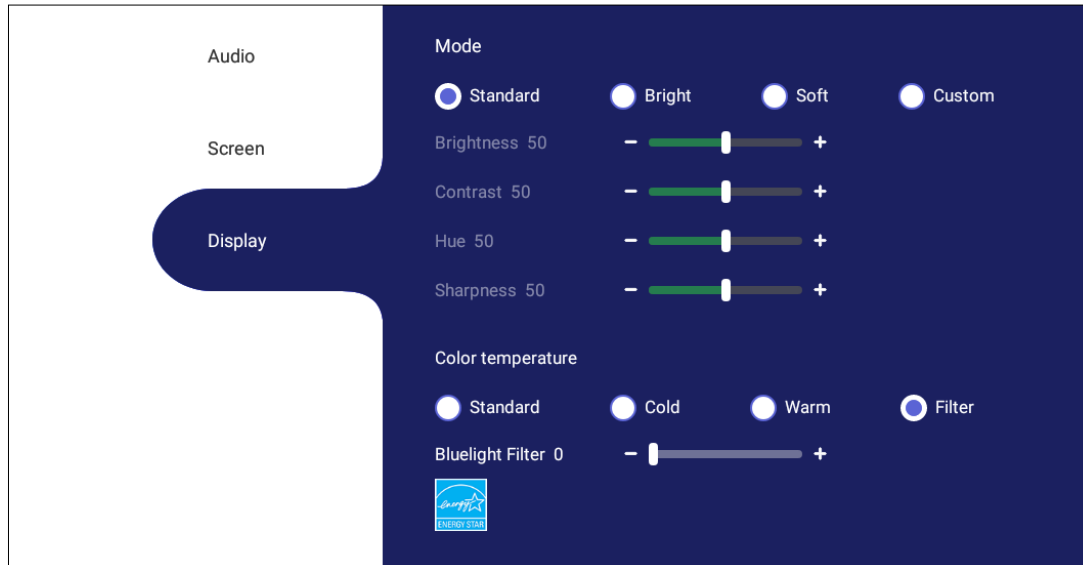 Audio
Screen
Display
Mode
Standard Bright Soft Custom
Brightness 50 - +
Contrast 50 - +
Hue 50 - +
Sharpness 50 - +
Color temperature
Standard Cold Warm Filter
Bluelight Filter 0 - +
energy
ENERGY STAR